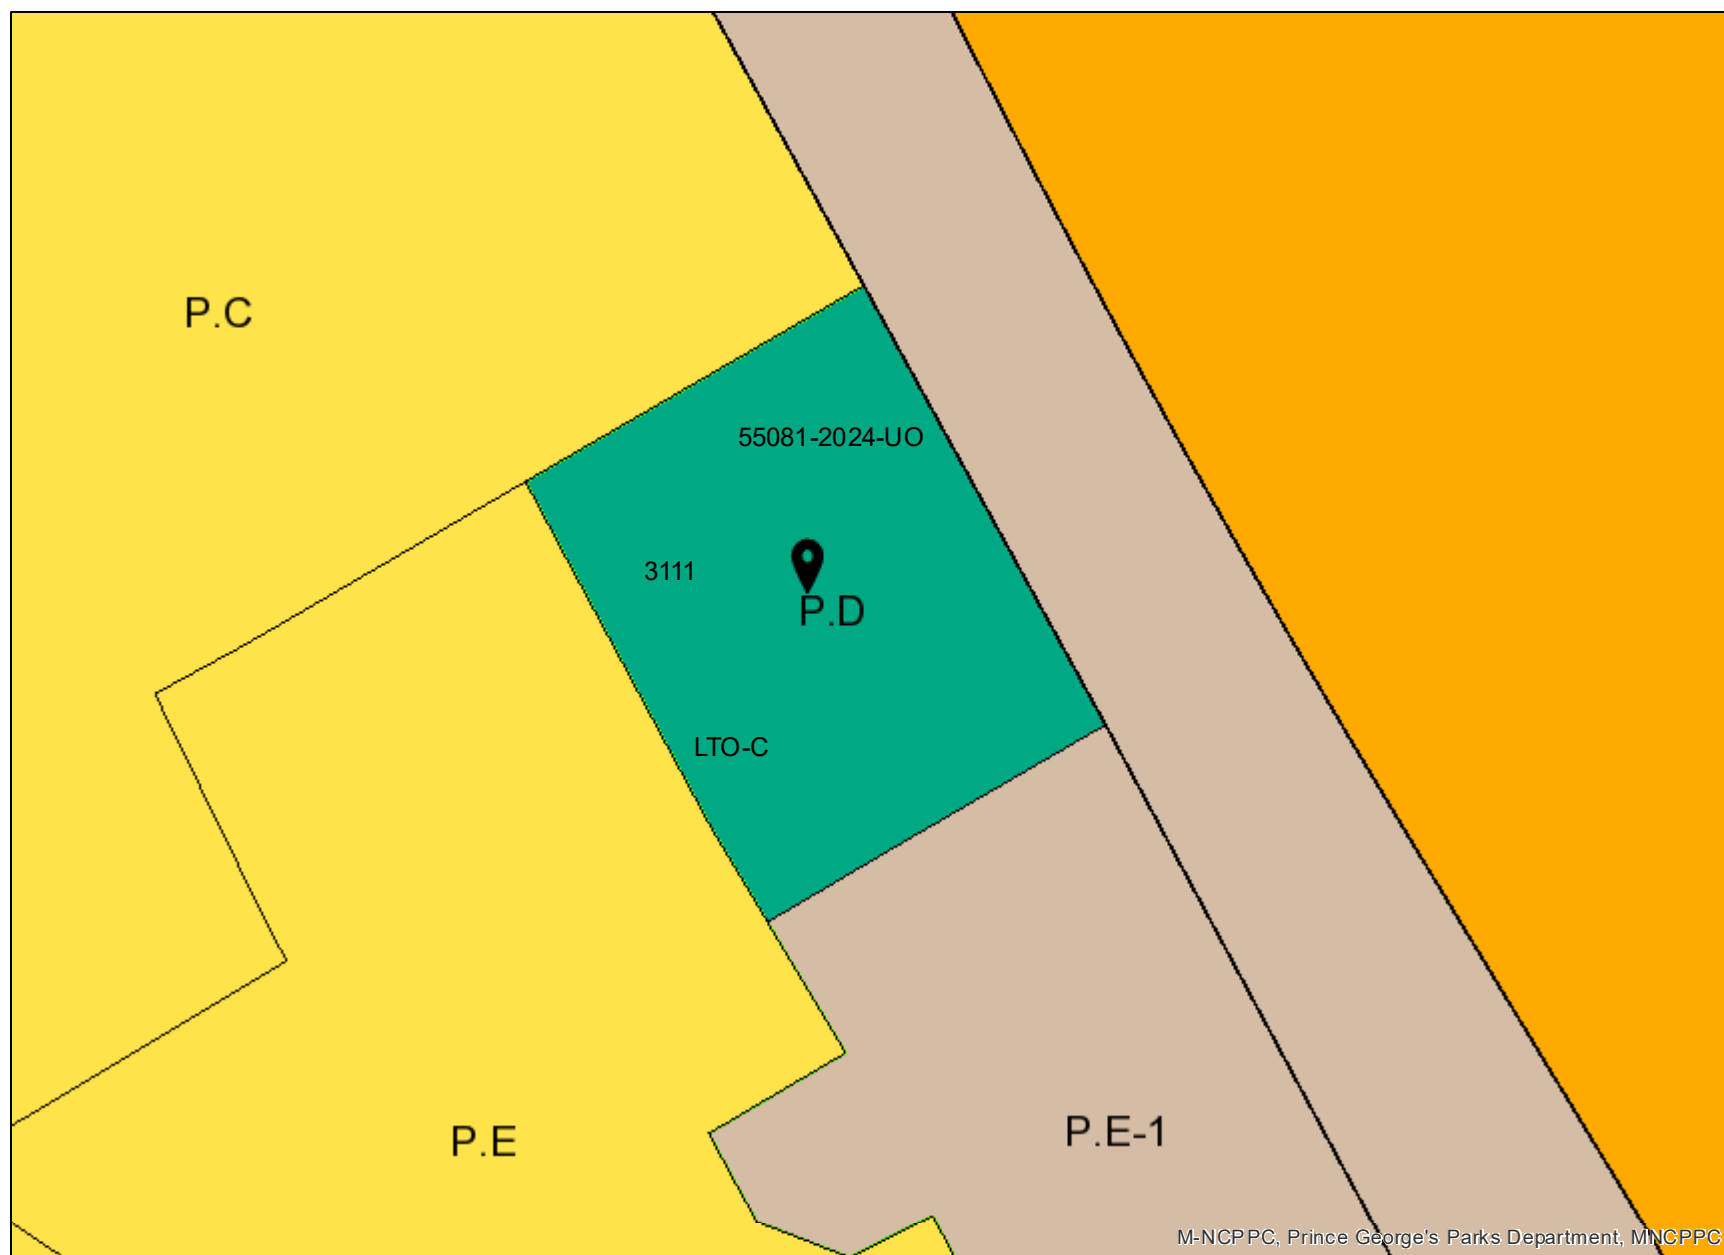 P.C
55081-2024-UO
3111
P.D
LTO-C
P.E-1
P.E
M-NCPPC, Prince George's Parks Department, MNCPPC